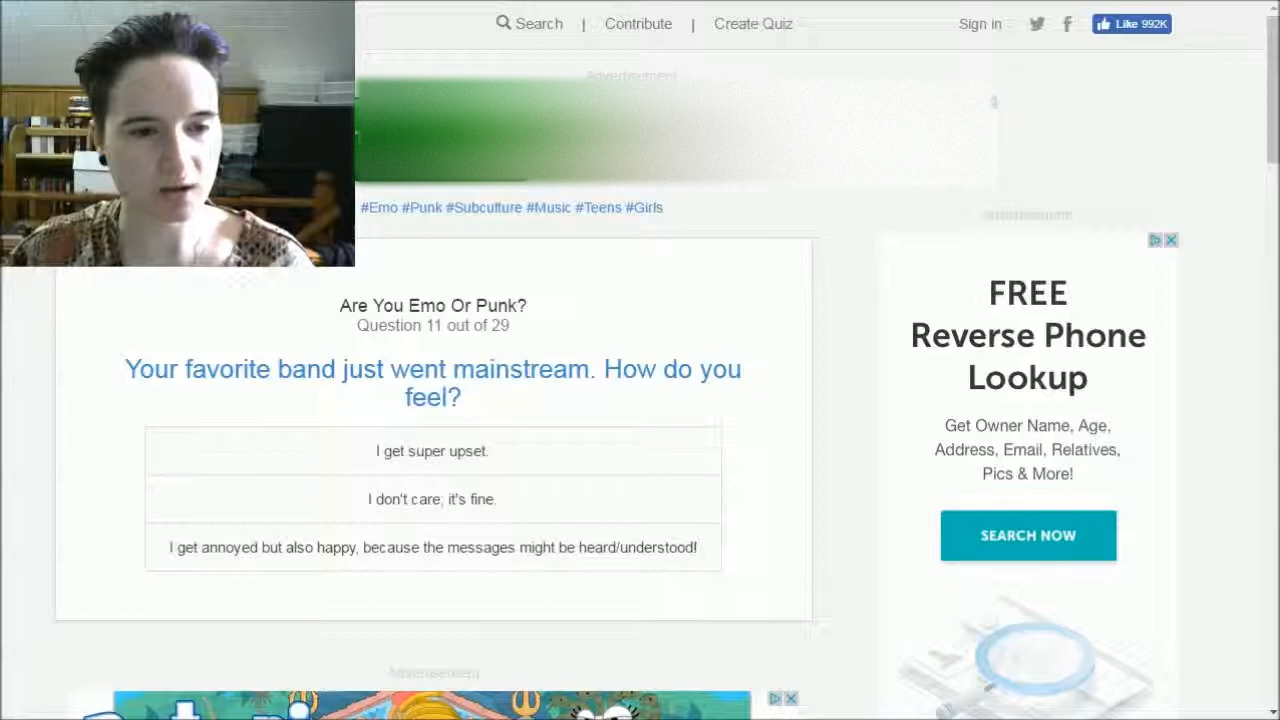 Search | Contribute | Create Quiz Sign in Like 992K
Advertisement
#Emo #Punk #Subculture #Music #Teens #Girls
Advertisement
Are You Emo Or Punk?
Question 11 out of 29
Your favorite band just went mainstream. How do you
feel?
I get super upset.
I don't care; it's fine.
I get annoyed but also happy, because the messages might be heard/understood!
FREE
Reverse Phone
Lookup
Get Owner Name, Age,
Address, Email, Relatives,
Pics & More!
SEARCH NOW
Advertisement